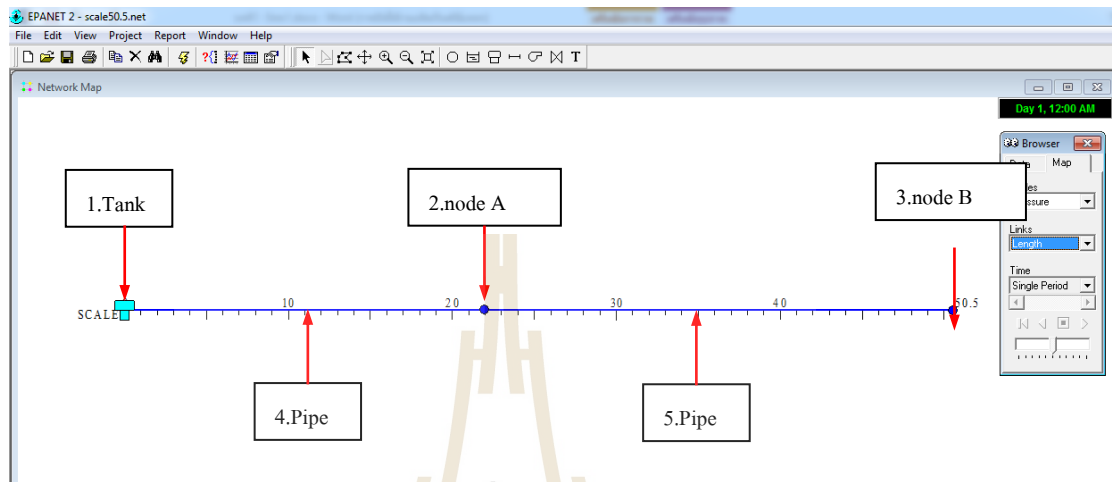 EPANET 2 - scale50.5.net
File Edit View Project Report Window Help
T
Network Map
Day 1, 12:00 AM
Browser
Map
1.Tank
2.node A
3.node B
Links
Length
Time
Single Period
SCALE
10
20
30
40
50.5
4.Pipe
5.Pipe